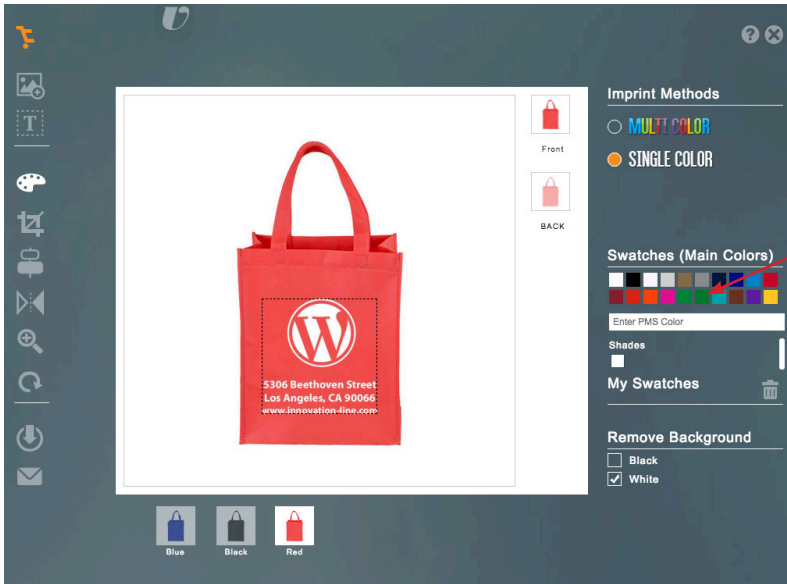 Imprint Methods
MULTI COLOR
SINGLE COLOR
Front
BACK
Swatches (Main Colors)
Enter PMS Color
Shades
My Swatches
Remove Background
Black
White
W
5306 Beethoven Street
Los Angeles, CA 90066
www.innovation-line.com
Blue
Black
Red